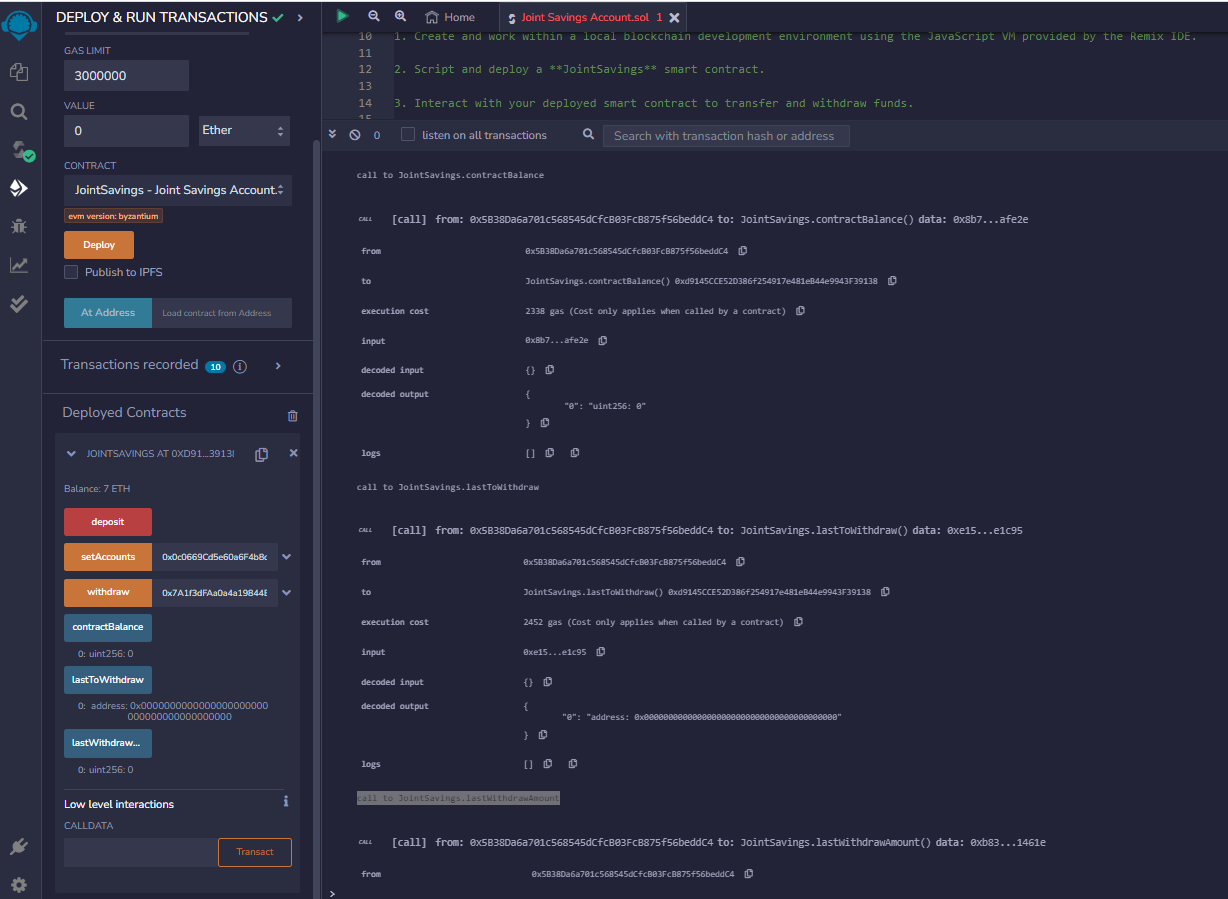 DEPLOY & RUN TRANSACTIONS
GAS LIMIT
3000000
VALUE
0
Ether
CONTRACT
JointSavings - Joint Savings Account.
evm version: byzantium
Deploy
Publish to IPFS
At Address
Load contract from Address
Transactions recorded 10
Deployed Contracts
JOINTSAVINGS AT 0XD91...39138
Balance: 7 ETH
deposit
setAccounts
0x0c0669Cd5e60a6F4b8c
withdraw
0x7A1f3dFAa0a4a19844E
contractBalance
0: uint256: 0
lastToWithdraw
0: address: 0x00000000000000000000
00000000000000000000
lastWithdraw...
0: uint256: 0
Low level interactions
CALLDATA
Transact
Home
Joint Savings Account.sol 1
10 1. Create and work within a local blockchain development environment using the JavaScript VM provided by the Remix IDE.
11
12 2. Script and deploy a **JointSavings** smart contract.
13
14 3. Interact with your deployed smart contract to transfer and withdraw funds.
15
0
listen on all transactions
Search with transaction hash or address
call to JointSavings.contractBalance
CALL [call] from: 0x5B38Da6a701c568545dCfcB03FcB875f56beddC4 to: JointSavings.contractBalance() data: 0x8b7...afe2e
from 0x5B38Da6a701c568545dCfcB03FcB875f56beddC4
to JointSavings.contractBalance() 0xd9145CCE52D386f254917e481eB44e9943F39138
execution cost 2338 gas (Cost only applies when called by a contract)
input 0x8b7...afe2e
decoded input {}
decoded output {
"0": "uint256: 0"
}
logs []
call to JointSavings.lastToWithdraw
CALL [call] from: 0x5B38Da6a701c568545dCfcB03FcB875f56beddC4 to: JointSavings.lastToWithdraw() data: 0xe15...e1c95
from 0x5B38Da6a701c568545dCfcB03FcB875f56beddC4
to JointSavings.lastToWithdraw() 0xd9145CCE52D386f254917e481eB44e9943F39138
execution cost 2452 gas (Cost only applies when called by a contract)
input 0xe15...e1c95
decoded input {}
decoded output {
"0": "address: 0x0000000000000000000000000000000000000000"
}
logs []
call to JointSavings.lastWithdrawAmount
CALL [call] from: 0x5B38Da6a701c568545dCfcB03FcB875f56beddC4 to: JointSavings.lastWithdrawAmount() data: 0xb83...1461e
from 0x5B38Da6a701c568545dCfcB03FcB875f56beddC4
>